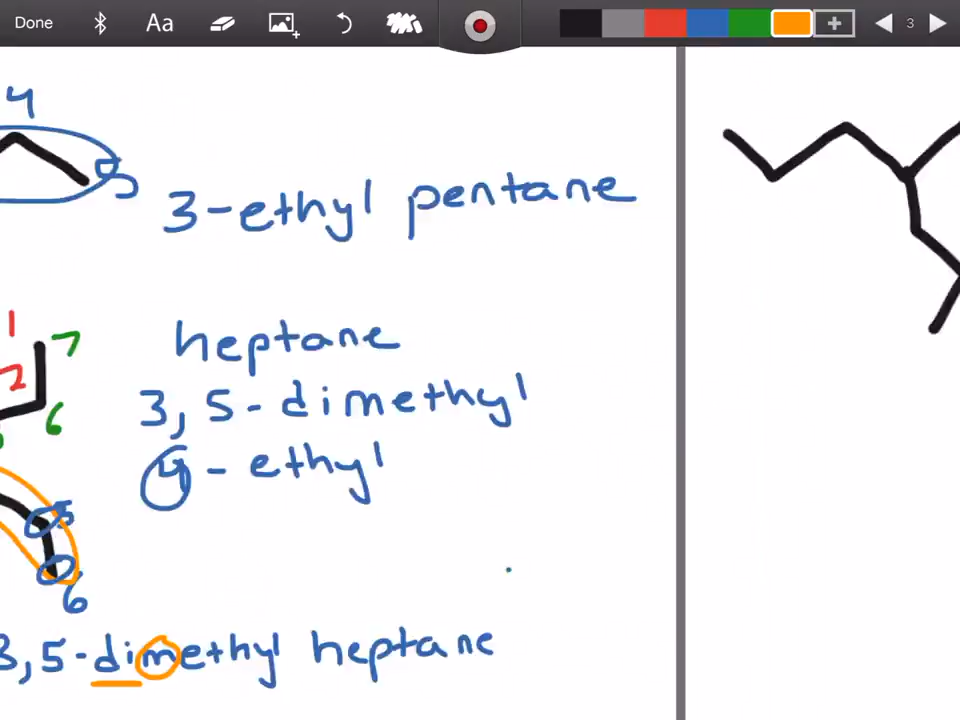 Done Aa 3
4
5
3-ethyl pentane
1
7
2
6
heptane
3, 5- dimethyl
4 - ethyl
5
6
3, 5- dimethyl heptane